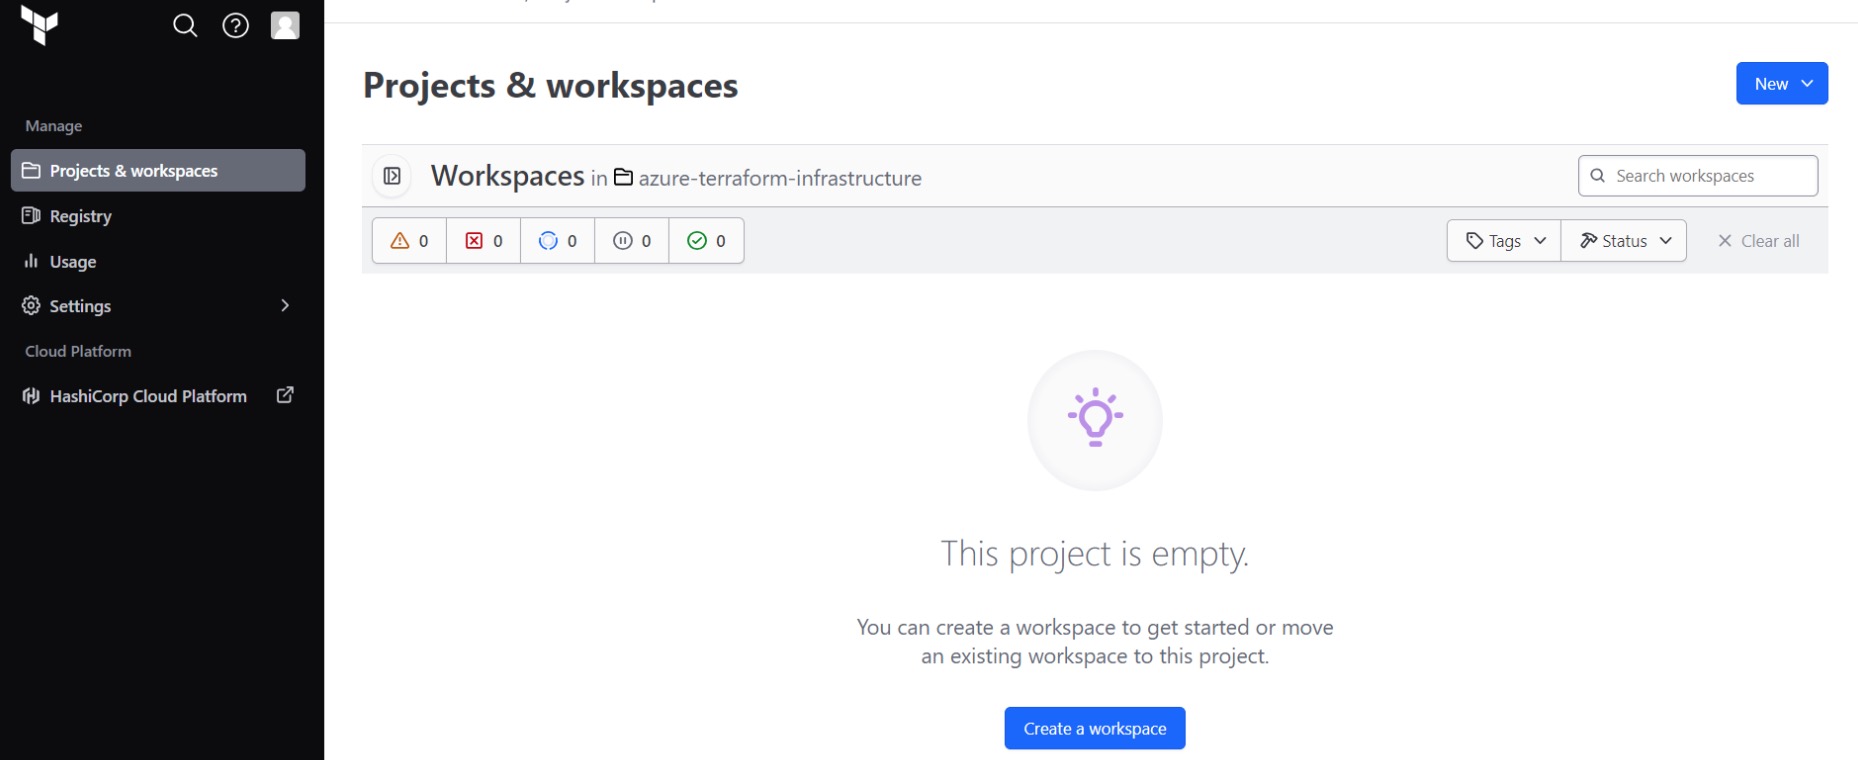 Manage
Projects & workspaces
Registry
Usage
Settings
Cloud Platform
HashiCorp Cloud Platform
Projects & workspaces
New
Workspaces in azure-terraform-infrastructure
Search workspaces
0 0 0 0 0
Tags Status Clear all
This project is empty.
You can create a workspace to get started or move
an existing workspace to this project.
Create a workspace